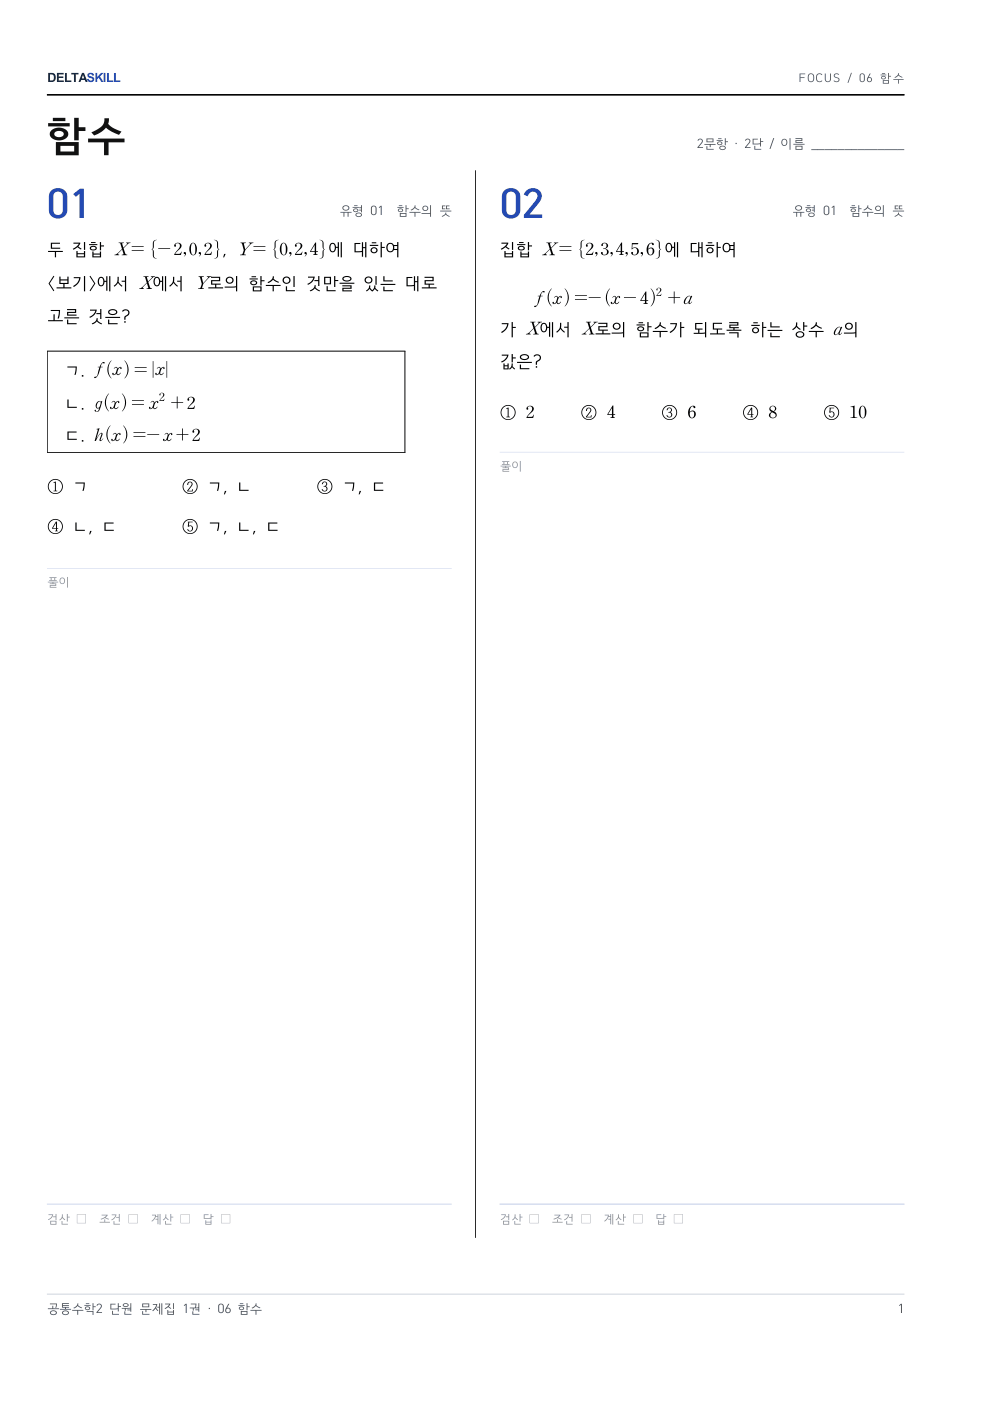 DELTASKILL
FOCUS / 06 함수
함수
2문항 · 2단 / 이름 ______________
01
유형 01 함수의 뜻
두 집합 X={−2,0,2}, Y={0,2,4}에 대하여
〈보기〉에서 X에서 Y로의 함수인 것만을 있는 대로
고른 것은?
ㄱ. f(x)=|x|
ㄴ. g(x)=x²+2
ㄷ. h(x)=−x+2
① ㄱ ② ㄱ, ㄴ ③ ㄱ, ㄷ
④ ㄴ, ㄷ ⑤ ㄱ, ㄴ, ㄷ
풀이
검산 □ 조건 □ 계산 □ 답 □
02
유형 01 함수의 뜻
집합 X={2,3,4,5,6}에 대하여
f(x)=−(x−4)²+a
가 X에서 X로의 함수가 되도록 하는 상수 a의
값은?
① 2 ② 4 ③ 6 ④ 8 ⑤ 10
풀이
검산 □ 조건 □ 계산 □ 답 □
공통수학2 단원 문제집 1권 · 06 함수
1